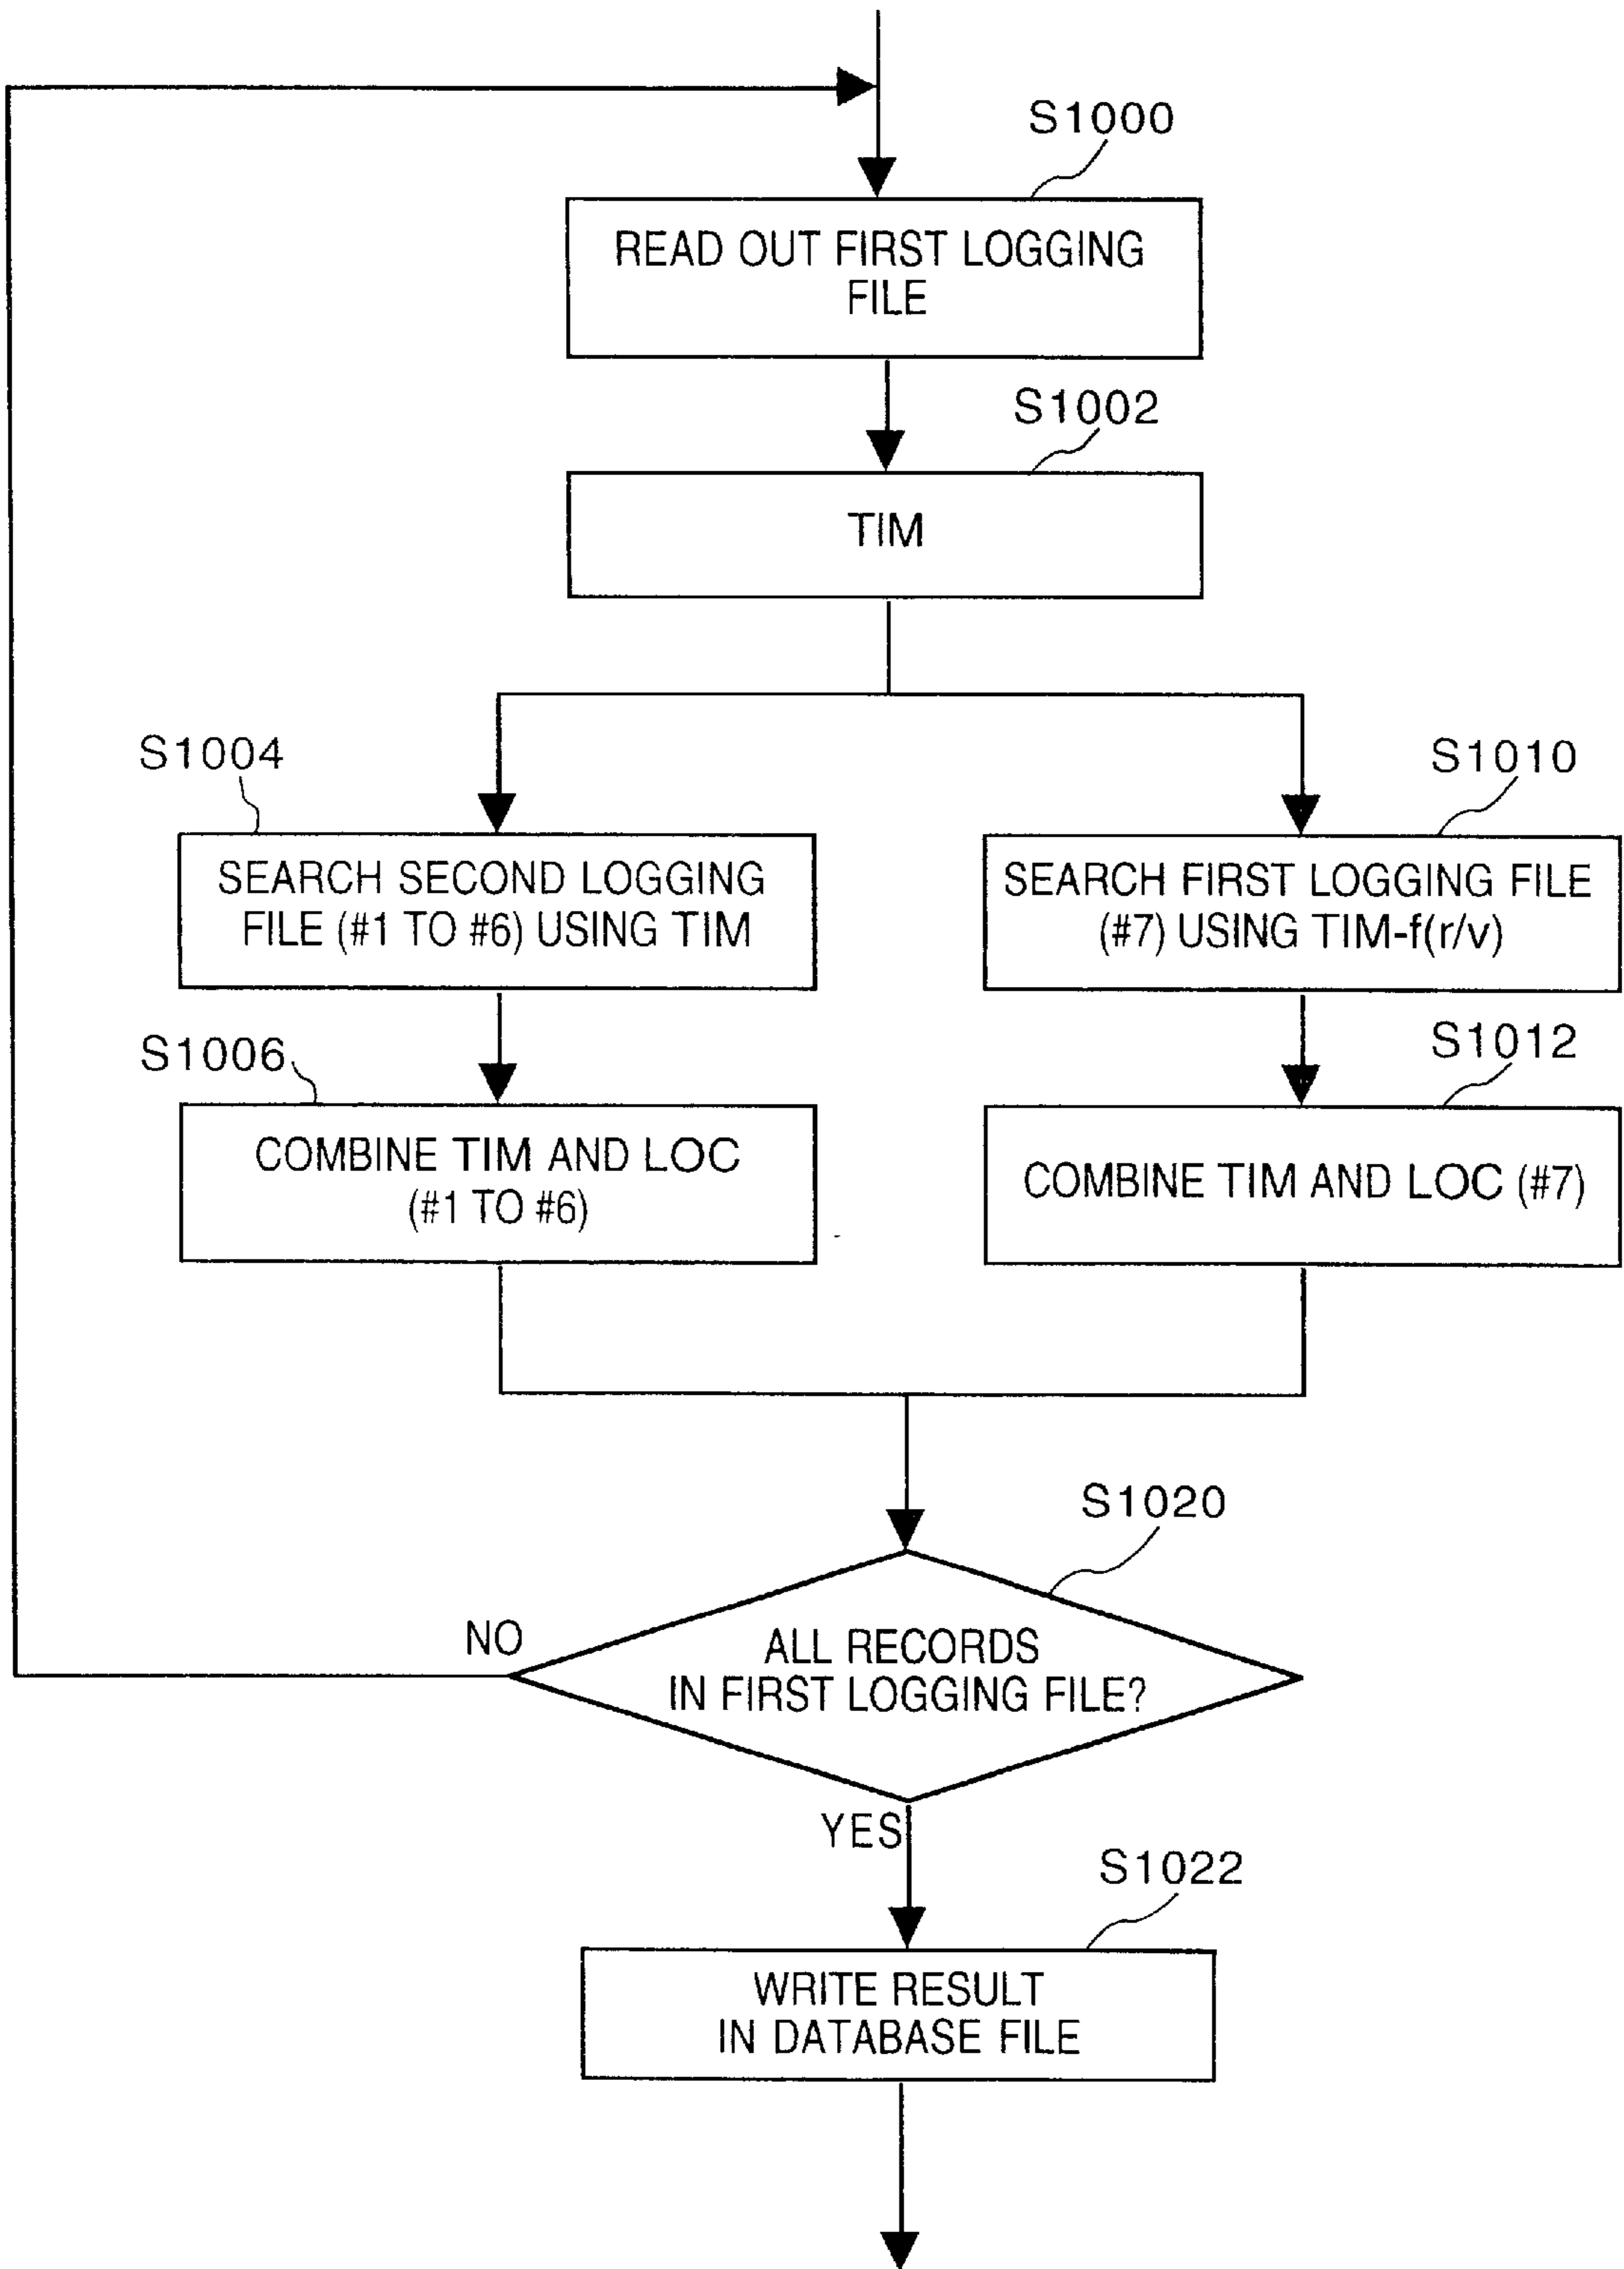 S1000
READ OUT FIRST LOGGING
FILE
S1002
TIM
S1004
SEARCH SECOND LOGGING
FILE (#1 TO #6) USING TIM
S1010
SEARCH FIRST LOGGING FILE
(#7) USING TIM-f(r/v)
S1006
COMBINE TIM AND LOC
(#1 TO #6)
S1012
COMBINE TIM AND LOC (#7)
S1020
NO
ALL RECORDS
IN FIRST LOGGING FILE?
YES
S1022
WRITE RESULT
IN DATABASE FILE